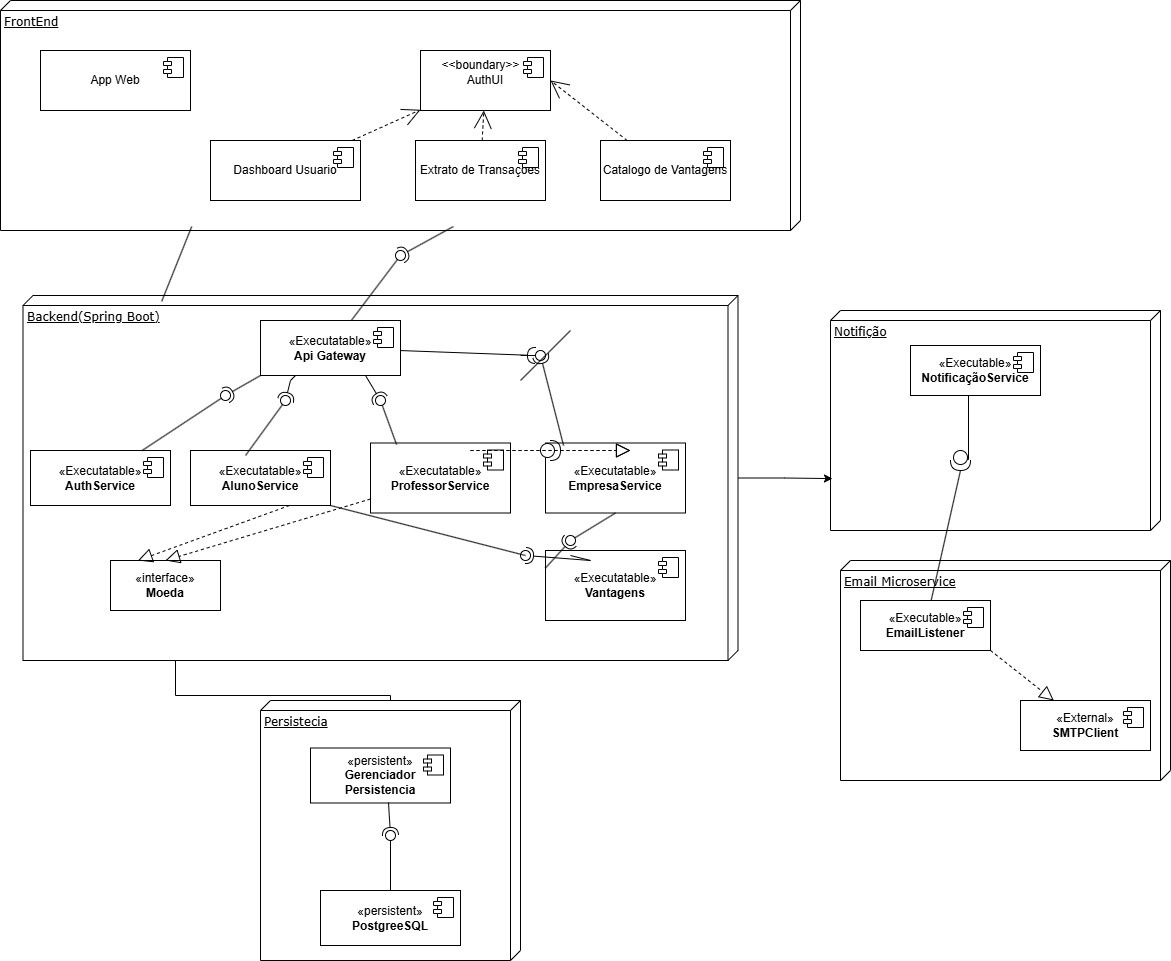 FrontEnd
App Web
<<boundary>>
AuthUI
Dashboard Usuario
Extrato de Transações
Catalogo de Vantagens
Backend(Spring Boot)
«Executatable»
Api Gateway
«Executatable»
AuthService
«Executatable»
AlunoService
«Executatable»
ProfessorService
«Executatable»
EmpresaService
«interface»
Moeda
«Executatable»
Vantagens
Notifição
«Executable»
NotificaçãoService
Email Microservice
«Executable»
EmailListener
«External»
SMTPClient
Persistecia
«persistent»
Gerenciador
Persistencia
«persistent»
PostgreeSQL